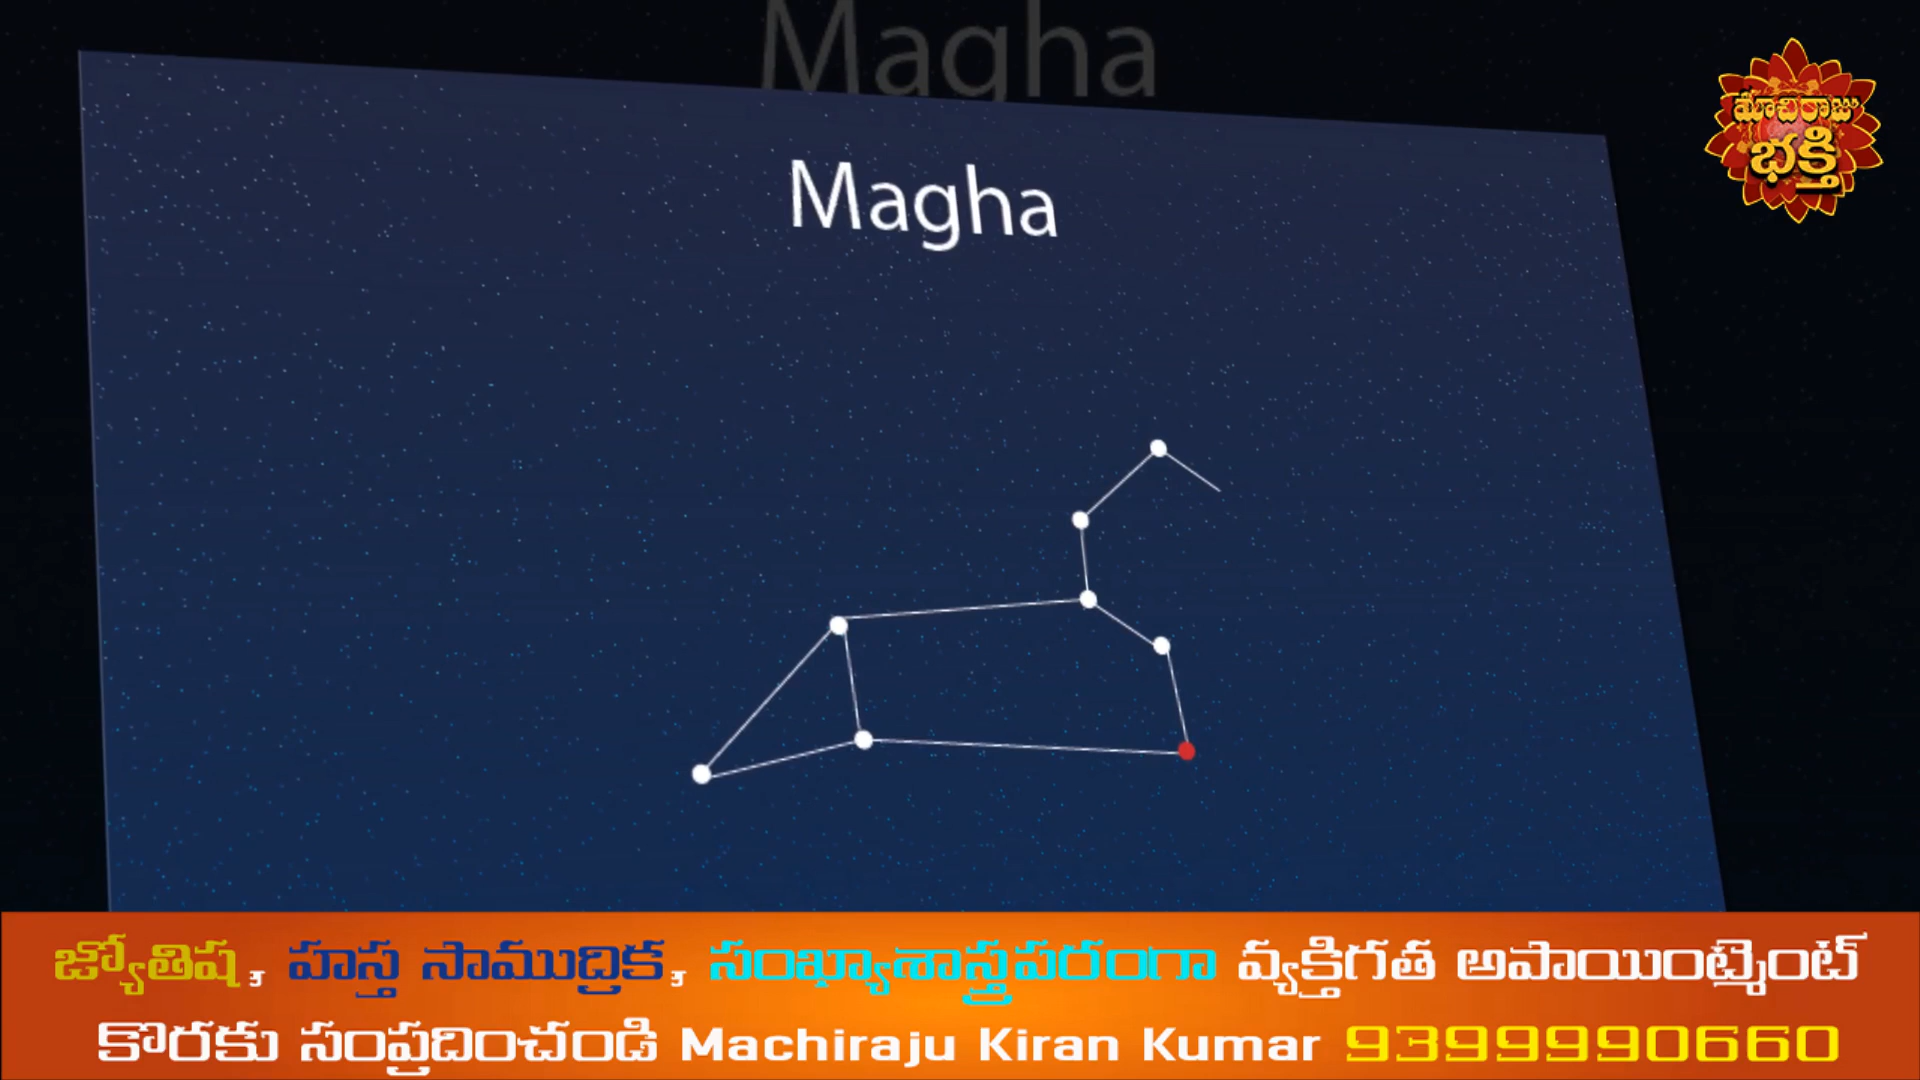 Magha
Magha
మాచిరాజు
భక్తి
జ్యోతిష, హస్త సాముద్రిక, సంఖ్యాశాస్త్రపరంగా వ్యక్తిగత అపాయింట్మెంట్
కొరకు సంప్రదించండి Machiraju Kiran Kumar 9399990660